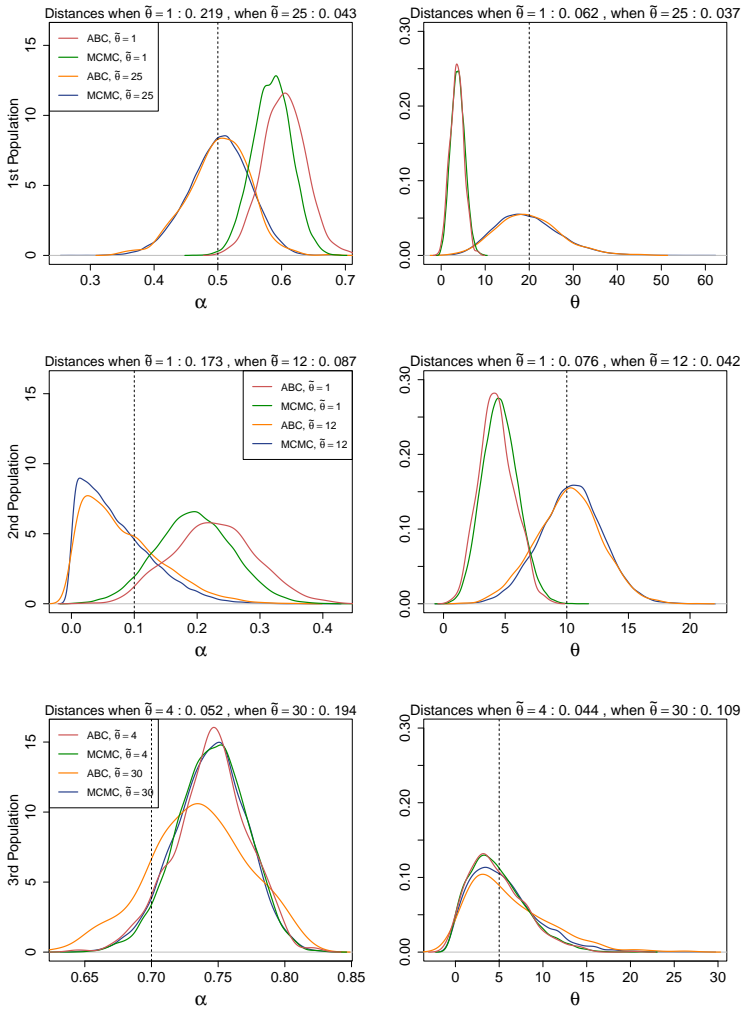 Distances when θ̃ = 1 : 0.219 , when θ̃ = 25 : 0.043
1st Population
15
10
5
0
ABC, θ̃ = 1
MCMC, θ̃ = 1
ABC, θ̃ = 25
MCMC, θ̃ = 25
0.3 0.4 0.5 0.6 0.7
α
Distances when θ̃ = 1 : 0.062 , when θ̃ = 25 : 0.037
0.30
0.20
0.10
0.00
0 10 20 30 40 50 60
θ
Distances when θ̃ = 1 : 0.173 , when θ̃ = 12 : 0.087
2nd Population
15
10
5
0
ABC, θ̃ = 1
MCMC, θ̃ = 1
ABC, θ̃ = 12
MCMC, θ̃ = 12
0.0 0.1 0.2 0.3 0.4
α
Distances when θ̃ = 1 : 0.076 , when θ̃ = 12 : 0.042
0.30
0.20
0.10
0.00
0 5 10 15 20
θ
Distances when θ̃ = 4 : 0.052 , when θ̃ = 30 : 0.194
3rd Population
15
10
5
0
ABC, θ̃ = 4
MCMC, θ̃ = 4
ABC, θ̃ = 30
MCMC, θ̃ = 30
0.65 0.70 0.75 0.80 0.85
α
Distances when θ̃ = 4 : 0.044 , when θ̃ = 30 : 0.109
0.30
0.20
0.10
0.00
0 5 10 15 20 25 30
θ